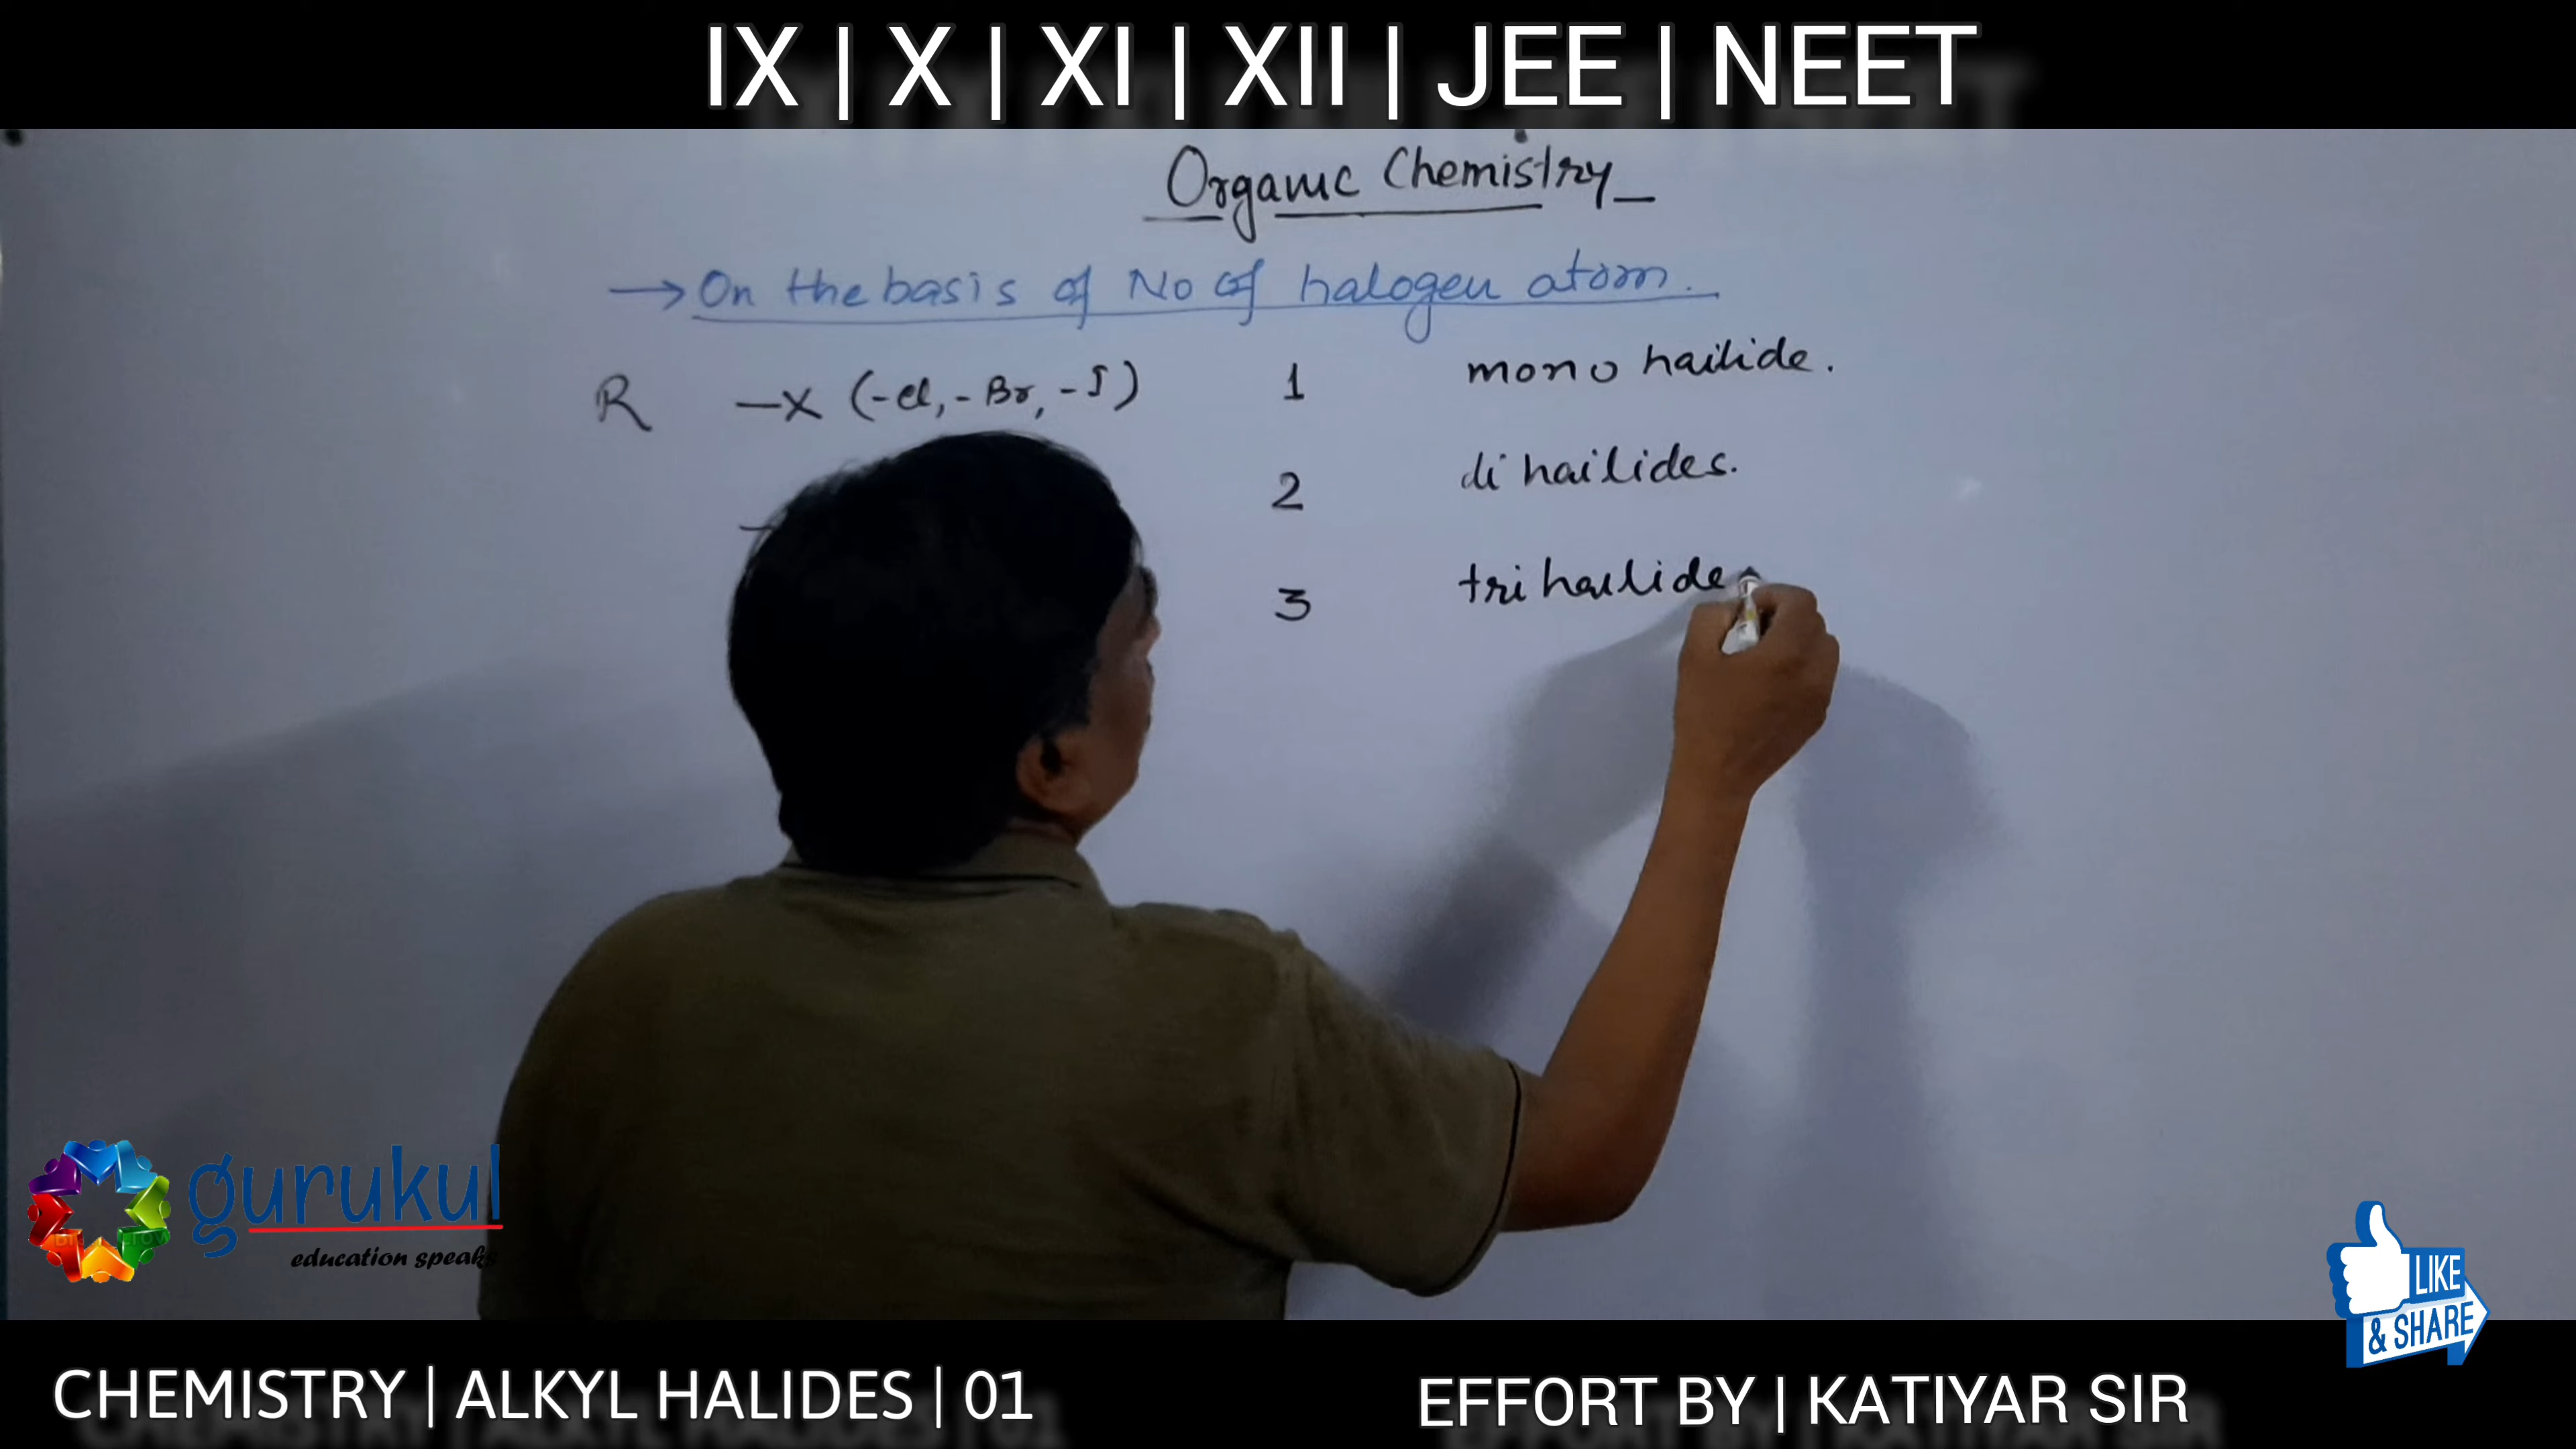 IX | X | XI | XII | JEE | NEET
Organic Chemistry
→ On the basis of No of halogen atom.
R –X (-Cl, -Br, -I) 1 mono hailide.
2 di hailides.
3 tri hailide
gurukul
education speaks
LIKE
& SHARE
CHEMISTRY | ALKYL HALIDES | 01
EFFORT BY | KATIYAR SIR